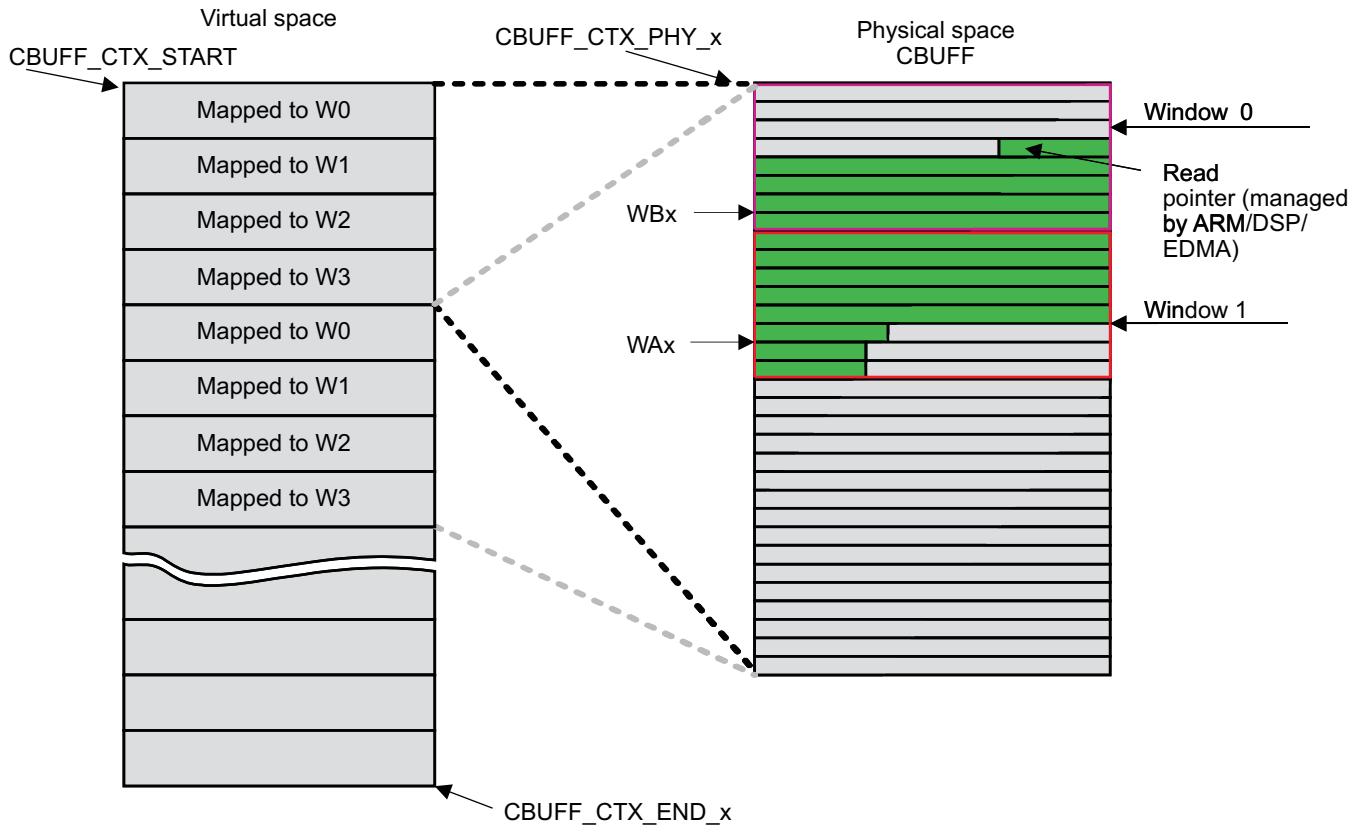 Virtual space
CBUFF_CTX_START
Mapped to W0
Mapped to W1
Mapped to W2
Mapped to W3
Mapped to W0
Mapped to W1
Mapped to W2
Mapped to W3
CBUFF_CTX_END_x
CBUFF_CTX_PHY_x
Physical space
CBUFF
WBx
WAx
Window 0
Read
pointer (managed
by ARM/DSP/
EDMA)
Window 1